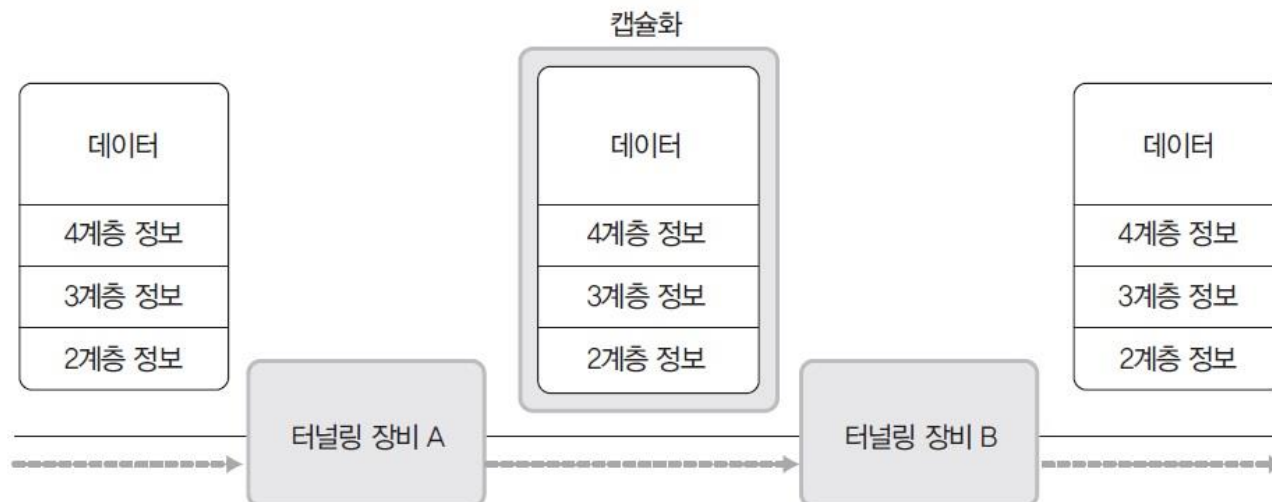 캡슐화
데이터
4계층 정보
3계층 정보
2계층 정보
데이터
4계층 정보
3계층 정보
2계층 정보
데이터
4계층 정보
3계층 정보
2계층 정보
터널링 장비 A
터널링 장비 B